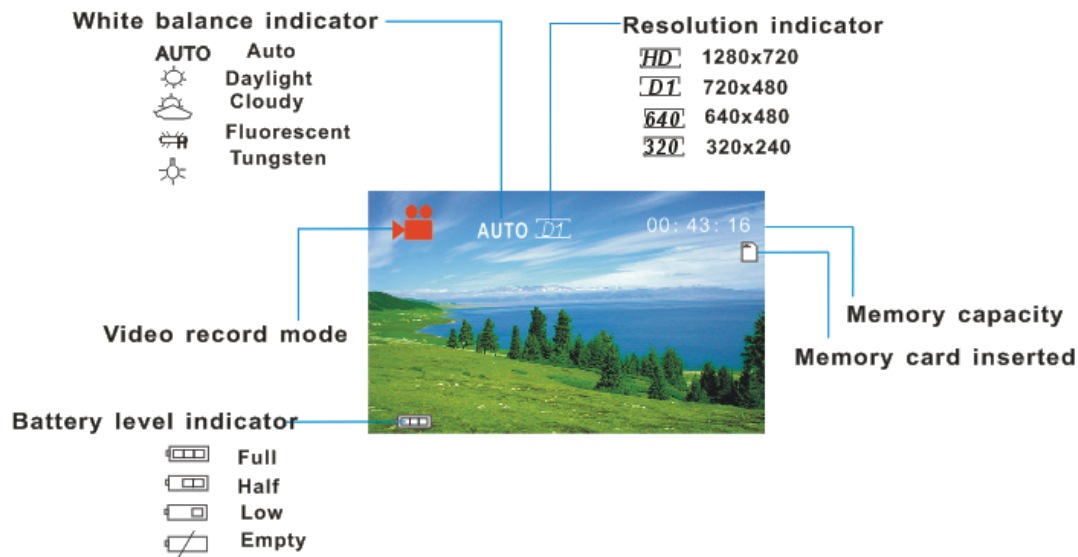 White balance indicator
AUTO Auto
Daylight
Cloudy
Fluorescent
Tungsten
Resolution indicator
HD 1280x720
D1 720x480
640 640x480
320 320x240
AUTO D1 00:43:16
Video record mode
Memory capacity
Memory card inserted
Battery level indicator
Full
Half
Low
Empty